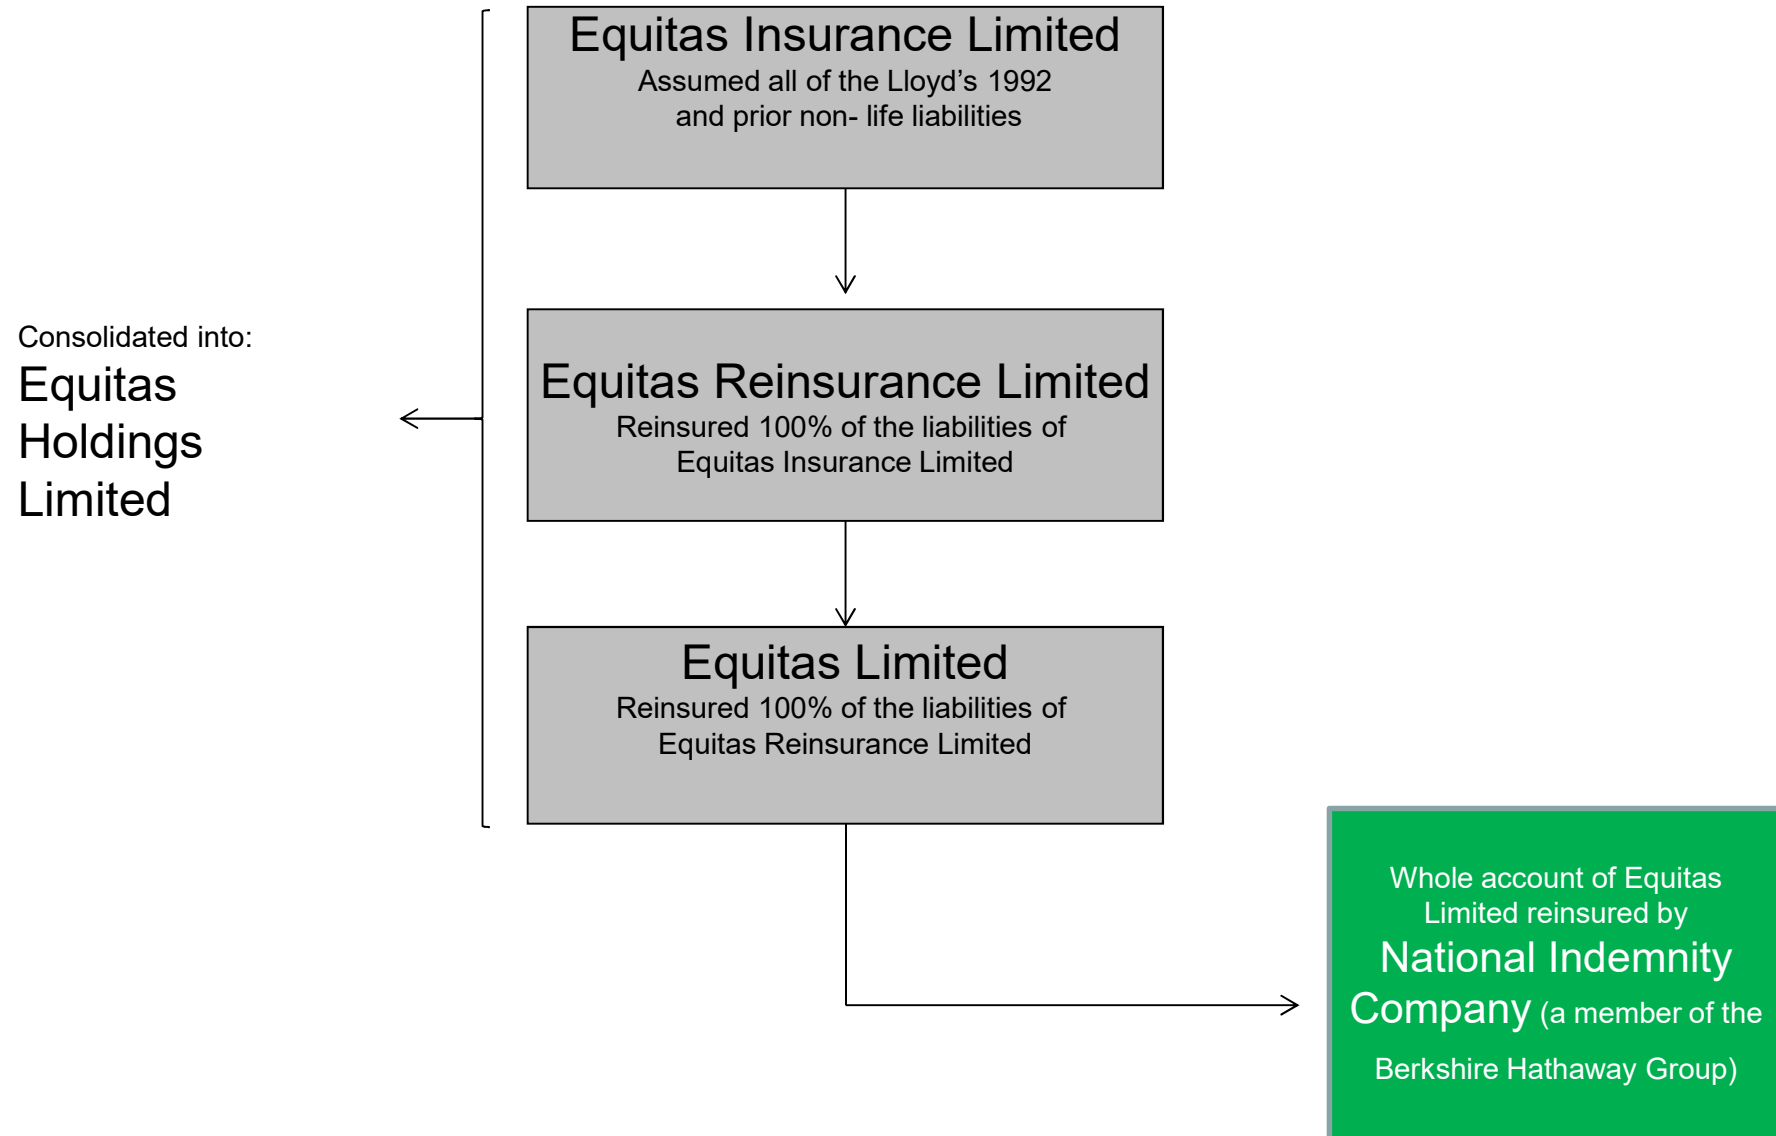 Equitas Insurance Limited
Assumed all of the Lloyd’s 1992
and prior non- life liabilities
Consolidated into:
Equitas
Holdings
Limited
Equitas Reinsurance Limited
Reinsured 100% of the liabilities of
Equitas Insurance Limited
Equitas Limited
Reinsured 100% of the liabilities of
Equitas Reinsurance Limited
Whole account of Equitas
Limited reinsured by
National Indemnity
Company (a member of the
Berkshire Hathaway Group)